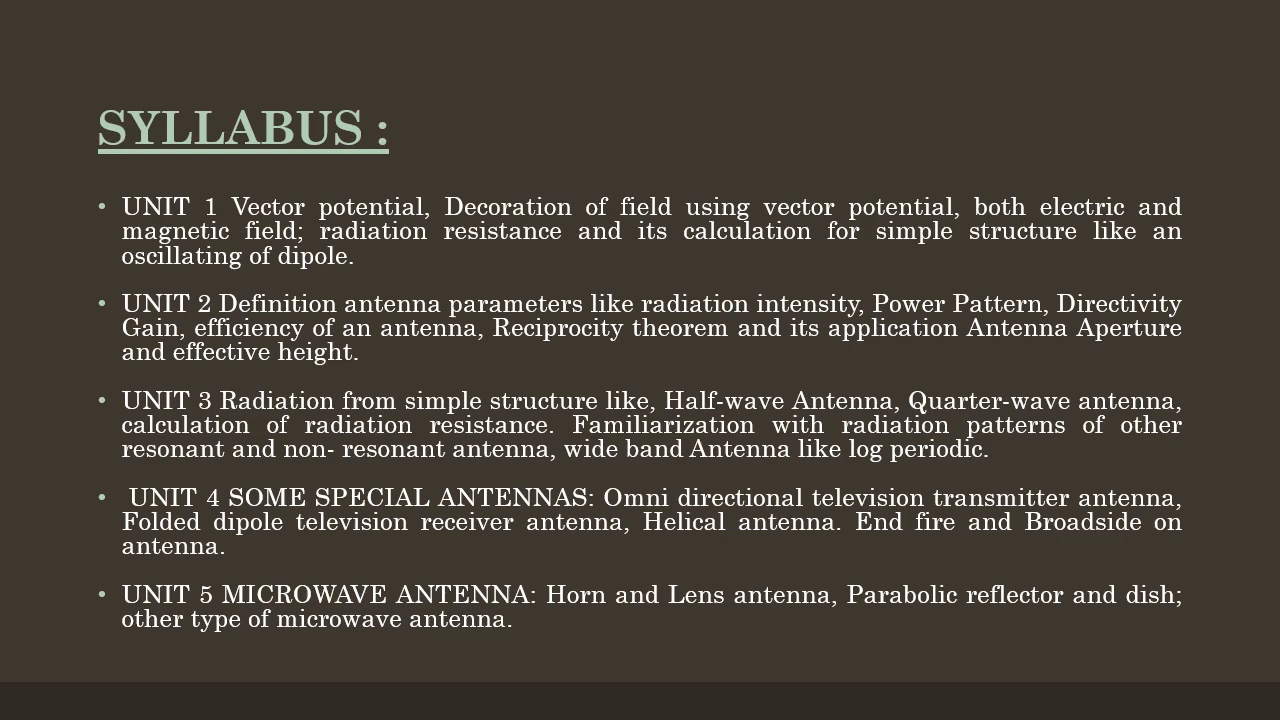 SYLLABUS :
• UNIT 1 Vector potential, Decoration of field using vector potential, both electric and
magnetic field; radiation resistance and its calculation for simple structure like an
oscillating of dipole.
• UNIT 2 Definition antenna parameters like radiation intensity, Power Pattern, Directivity
Gain, efficiency of an antenna, Reciprocity theorem and its application Antenna Aperture
and effective height.
• UNIT 3 Radiation from simple structure like, Half-wave Antenna, Quarter-wave antenna,
calculation of radiation resistance. Familiarization with radiation patterns of other
resonant and non- resonant antenna, wide band Antenna like log periodic.
• UNIT 4 SOME SPECIAL ANTENNAS: Omni directional television transmitter antenna,
Folded dipole television receiver antenna, Helical antenna. End fire and Broadside on
antenna.
• UNIT 5 MICROWAVE ANTENNA: Horn and Lens antenna, Parabolic reflector and dish;
other type of microwave antenna.